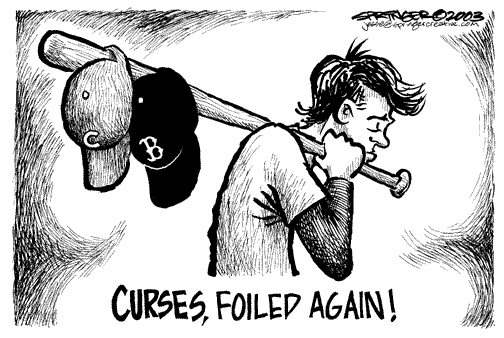 SPRINGER©2003
C
B
CURSES, FOILED AGAIN!